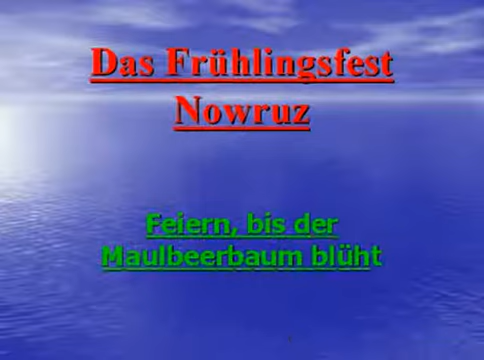 Das Frühlingsfest
Nowruz
Feiern, bis der
Maulbeerbaum blüht